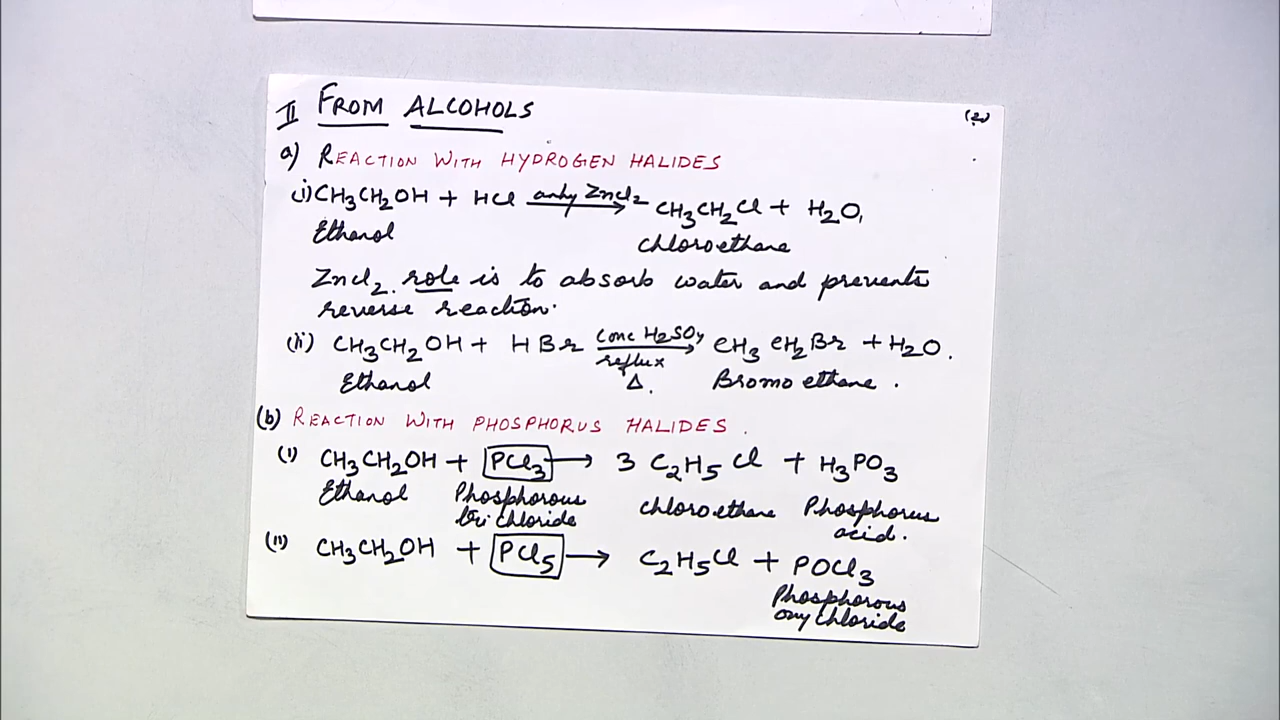 II FROM ALCOHOLS (2)
a) REACTION WITH HYDROGEN HALIDES
(i) CH3CH2OH + HCl anhy ZnCl2 → CH3CH2Cl + H2O,
Ethanol Chloroethane
ZnCl2 role is to absorb water and prevents
reverse reaction.
(ii) CH3CH2OH + HBr Conc H2SO4 reflux Δ. → CH3CH2Br + H2O.
Ethanol Bromoethane.
(b) REACTION WITH PHOSPHORUS HALIDES.
(i) CH3CH2OH + PCl3 → 3 C2H5Cl + H3PO3
Ethanol Phosphorous chloroethane Phosphorus
tri chloride acid.
(ii) CH3CH2OH + PCl5 → C2H5Cl + POCl3
Phosphorous
oxy chloride